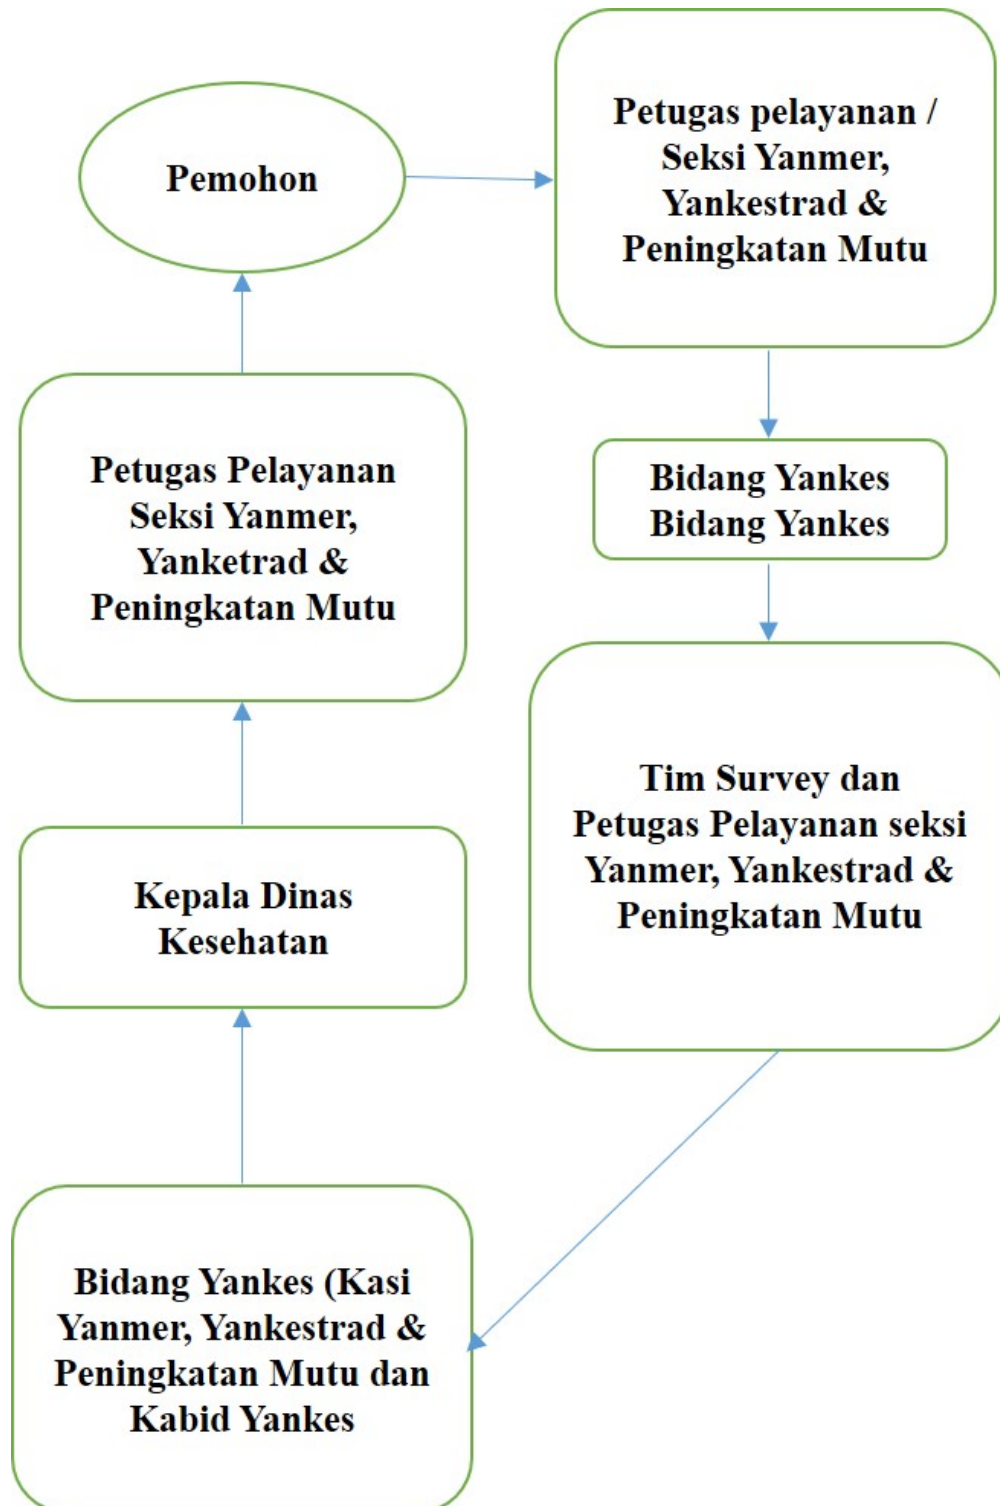 Pemohon
Petugas pelayanan /
Seksi Yanmer,
Yankestrad &
Peningkatan Mutu
Bidang Yankes
Bidang Yankes
Tim Survey dan
Petugas Pelayanan seksi
Yanmer, Yankestrad &
Peningkatan Mutu
Bidang Yankes (Kasi
Yanmer, Yankestrad &
Peningkatan Mutu dan
Kabid Yankes
Kepala Dinas
Kesehatan
Petugas Pelayanan
Seksi Yanmer,
Yanketrad &
Peningkatan Mutu